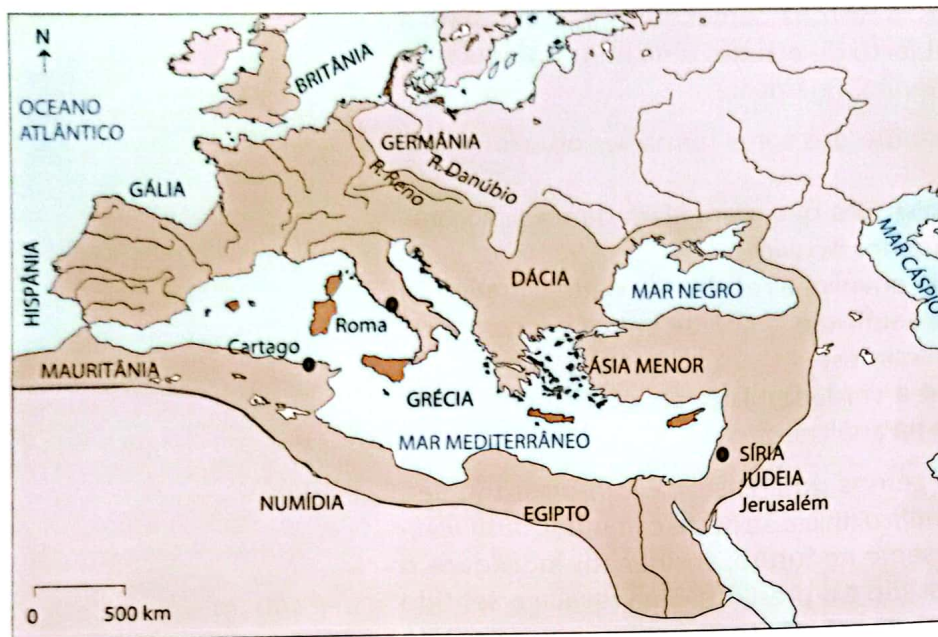 N
BRITÂNIA
OCEANO
ATLÂNTICO
GERMÂNIA
R. Reno
R. Danúbio
GÁLIA
HISPÂNIA
DÁCIA
MAR NEGRO
MAR CÁSPIO
Roma
Cartago
MAURITÂNIA
ÁSIA MENOR
GRÉCIA
MAR MEDITERRÂNEO
SÍRIA
JUDEIA
Jerusalém
NUMÍDIA
EGIPTO
0 500 km